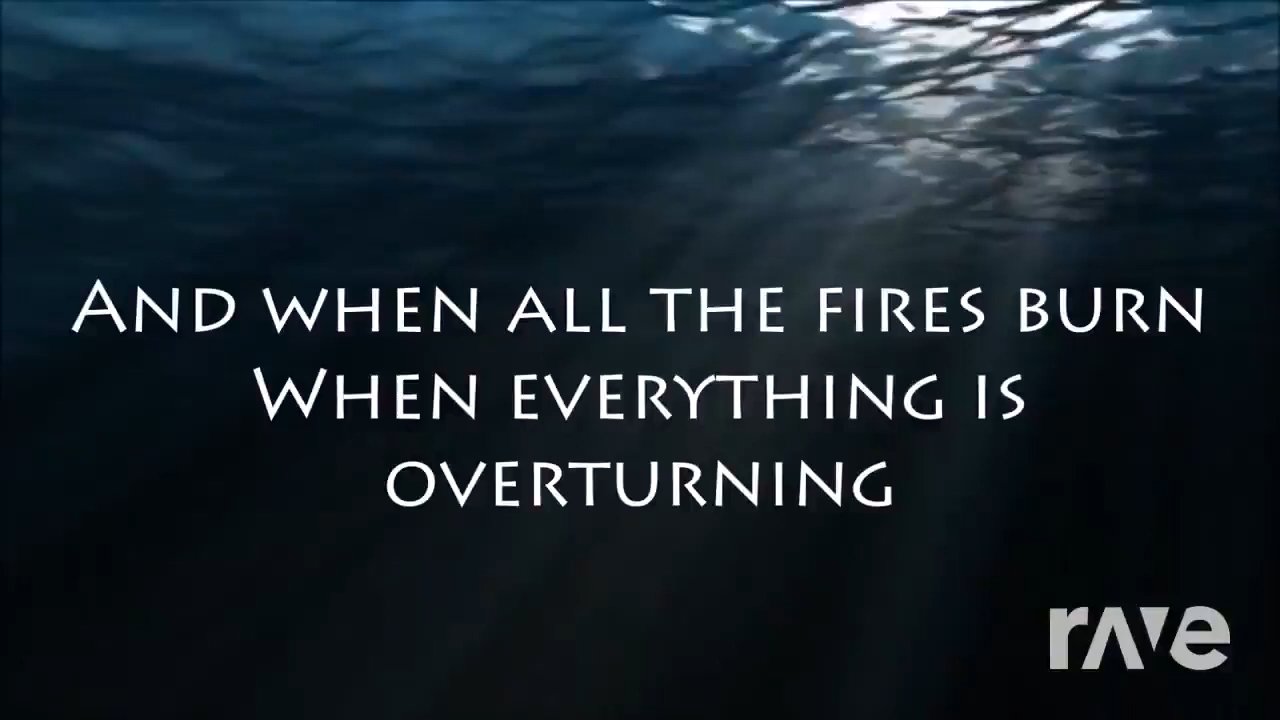 AND WHEN ALL THE FIRES BURN
WHEN EVERYTHING IS
OVERTURNING
rave